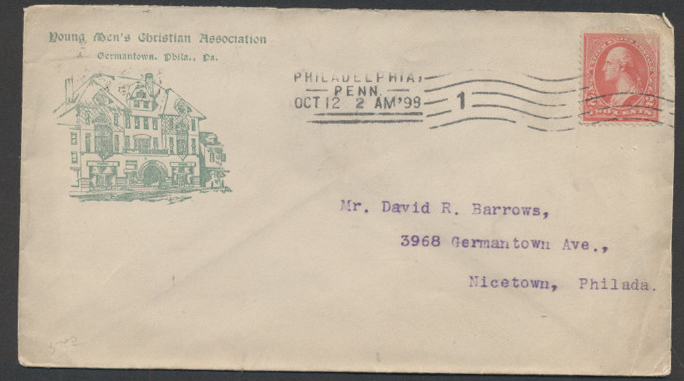 Young Men's Christian Association
Germantown, Phila., Pa.
PHILADELPHIA,
PENN.
OCT 12 2 AM '99
1
Mr. David R. Barrows,
3968 Germantown Ave.,
Nicetown, Philada.